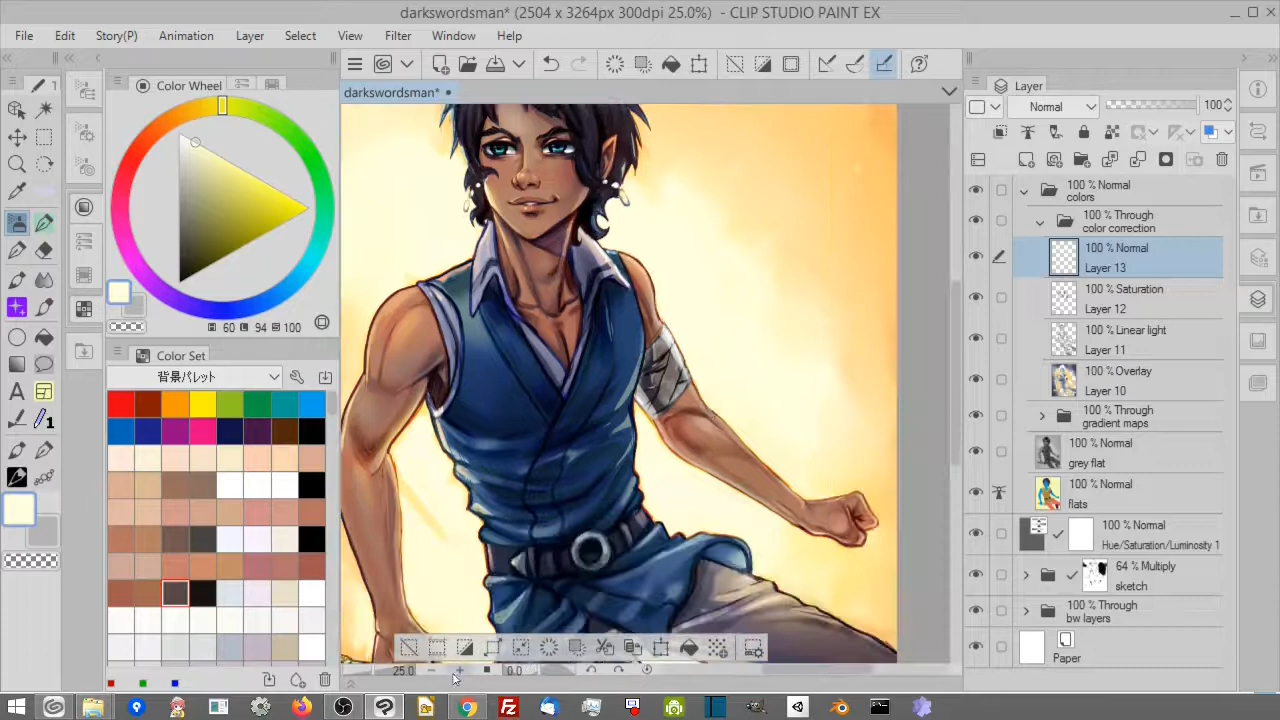 darkswordsman* (2504 x 3264px 300dpi 25.0%) - CLIP STUDIO PAINT EX
File Edit Story(P) Animation Layer Select View Filter Window Help
darkswordsman*
Color Wheel
60 L 94 S 100
Color Set
背景パレット
A
1
25.0 0.0
Layer
Normal 100
100 % Normal
colors
100 % Through
color correction
100 % Normal
Layer 13
100 % Saturation
Layer 12
100 % Linear light
Layer 11
100 % Overlay
Layer 10
100 % Through
gradient maps
100 % Normal
grey flat
100 % Normal
flats
100 % Normal
Hue/Saturation/Luminosity 1
64 % Multiply
sketch
100 % Through
bw layers
Paper